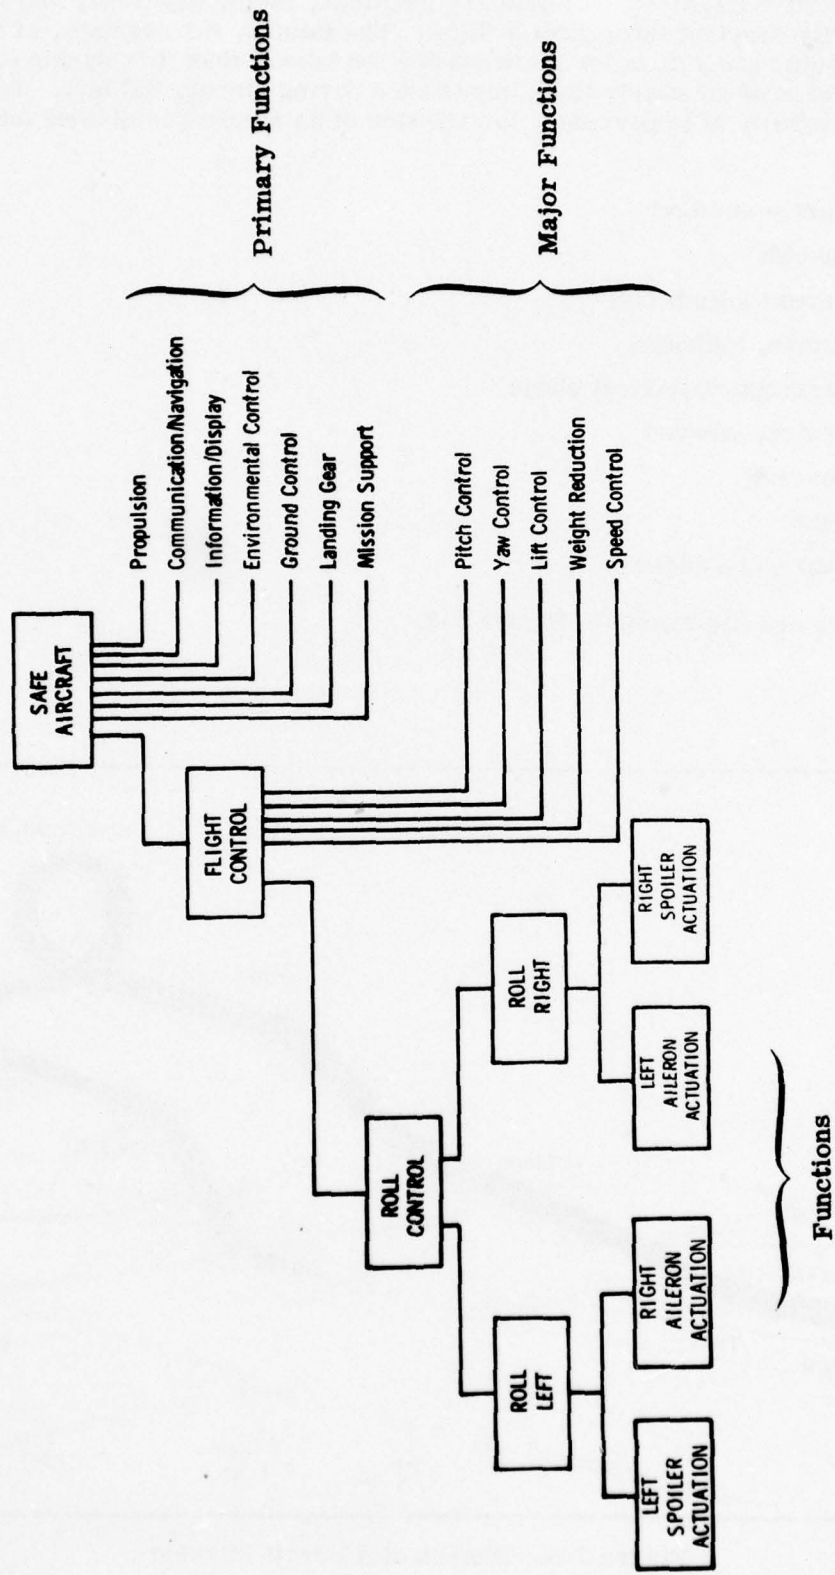 SAFE
AIRCRAFT
Propulsion
Communication/Navigation
Information/Display
Environmental Control
Ground Control
Landing Gear
Mission Support
Primary Functions
FLIGHT
CONTROL
Pitch Control
Yaw Control
Lift Control
Weight Reduction
Speed Control
Major Functions
ROLL
CONTROL
ROLL
LEFT
ROLL
RIGHT
LEFT
SPOILER
ACTUATION
RIGHT
AILERON
ACTUATION
LEFT
AILERON
ACTUATION
RIGHT
SPOILER
ACTUATION
Functions